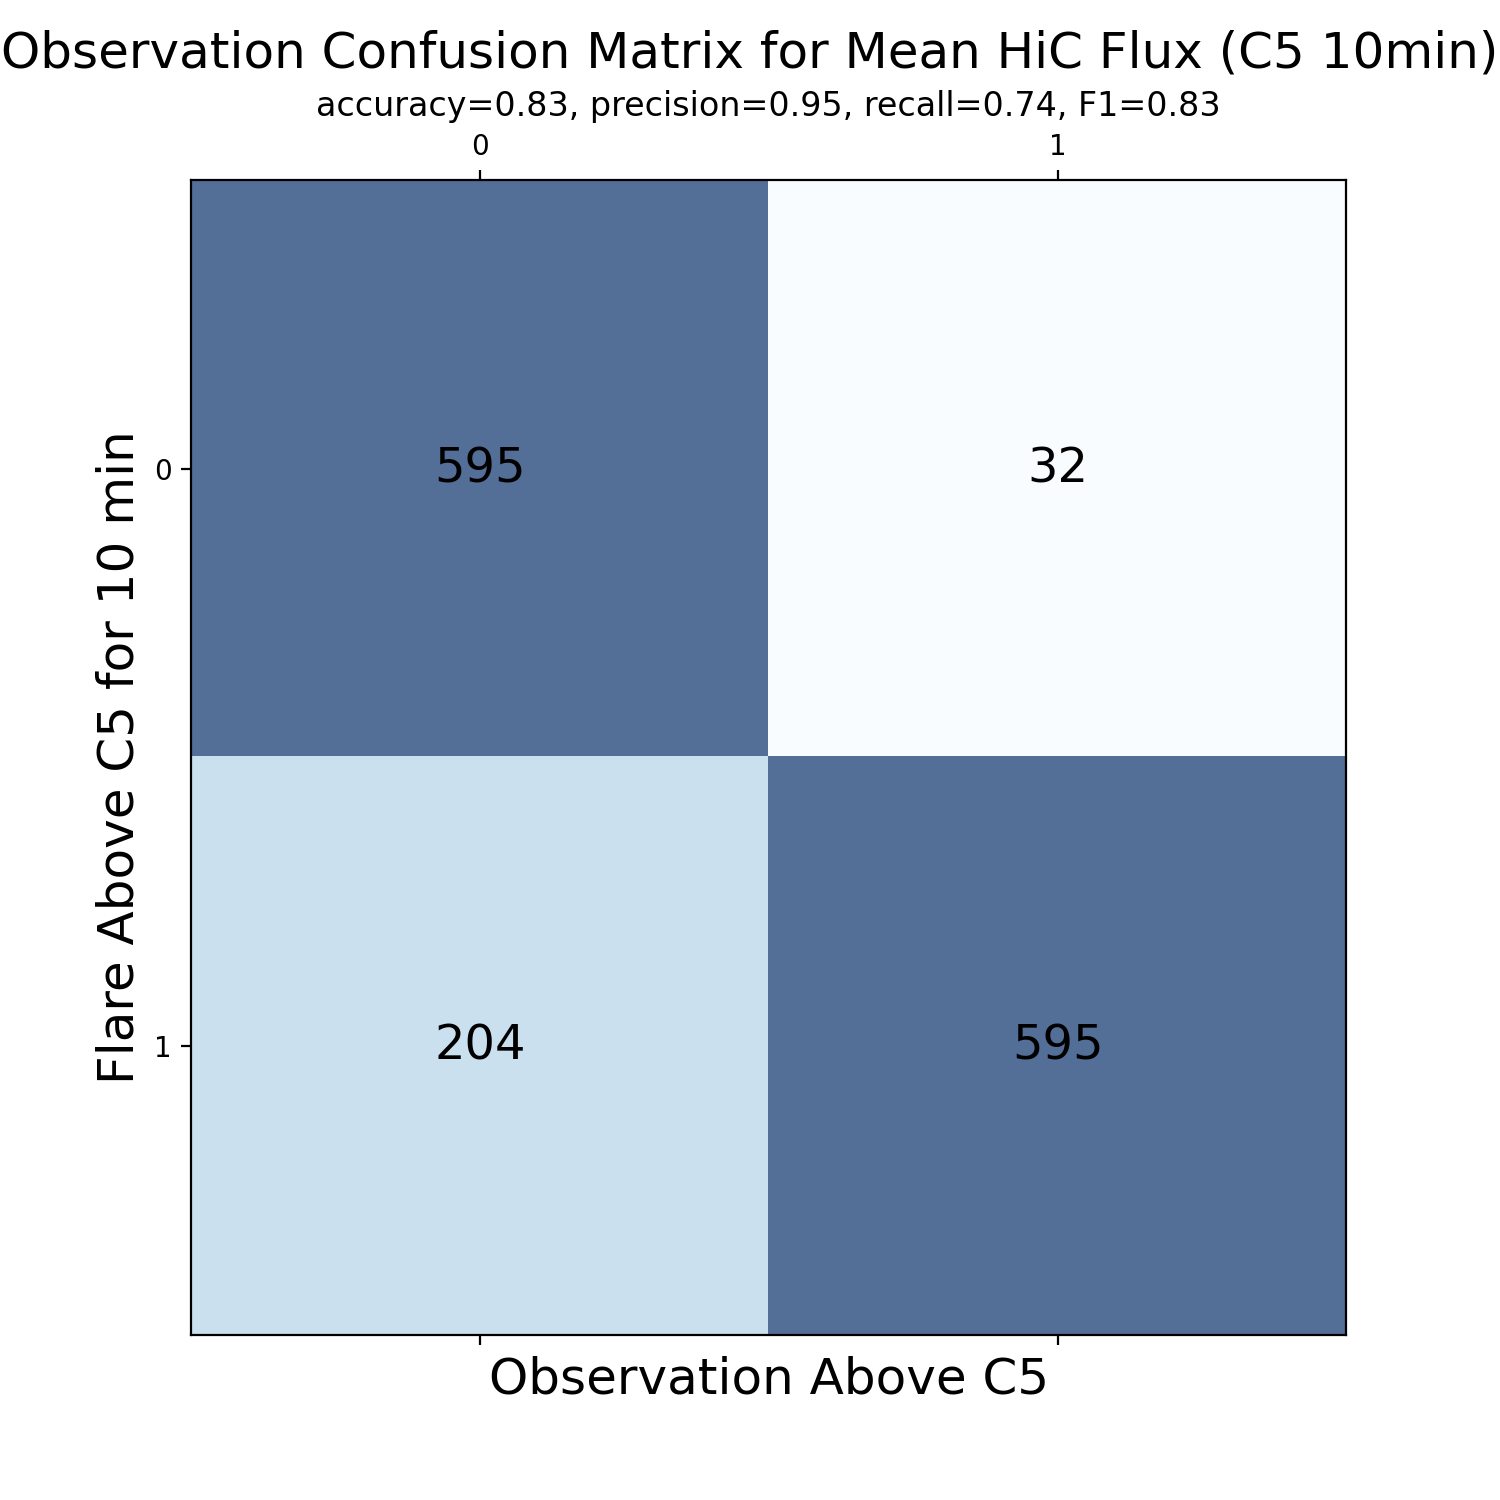 Observation Confusion Matrix for Mean HiC Flux (C5 10min)
accuracy=0.83, precision=0.95, recall=0.74, F1=0.83
0 1
Flare Above C5 for 10 min
0
595 32
1
204 595
Observation Above C5